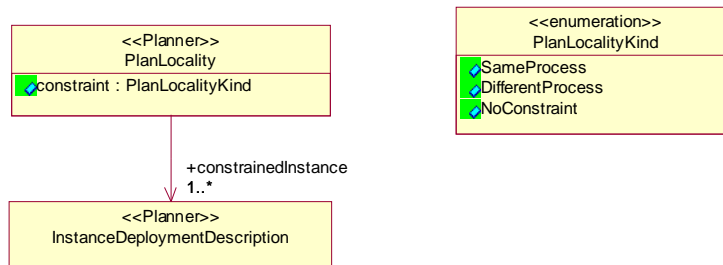 <<Planner>>
PlanLocality
constraint : PlanLocalityKind
<<enumeration>>
PlanLocalityKind
SameProcess
DifferentProcess
NoConstraint
+constrainedInstance
1..*
<<Planner>>
InstanceDeploymentDescription